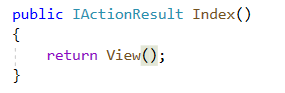 public IActionResult Index()
{
    return View();
}